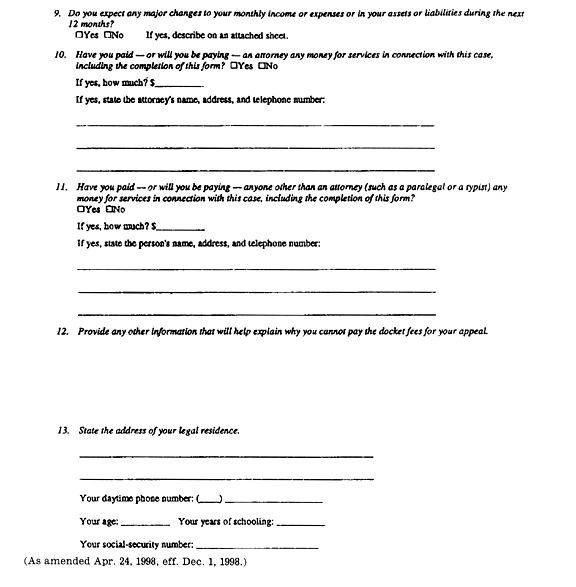 9. Do you expect any major changes to your monthly income or expenses or in your assets or liabilities during the next
12 months?
☐Yes ☐No If yes, describe on an attached sheet.
10. Have you paid — or will you be paying — an attorney any money for services in connection with this case,
including the completion of this form? ☐Yes ☐No
If yes, how much? $_________
If yes, state the attorney's name, address, and telephone number:
11. Have you paid — or will you be paying — anyone other than an attorney (such as a paralegal or a typist) any
money for services in connection with this case, including the completion of this form?
☐Yes ☐No
If yes, how much? $_________
If yes, state the person's name, address, and telephone number:
12. Provide any other information that will help explain why you cannot pay the docket fees for your appeal.
13. State the address of your legal residence.
Your daytime phone number: (____) __________________
Your age: _________ Your years of schooling: _________
Your social-security number: ______________________
(As amended Apr. 24, 1998, eff. Dec. 1, 1998.)